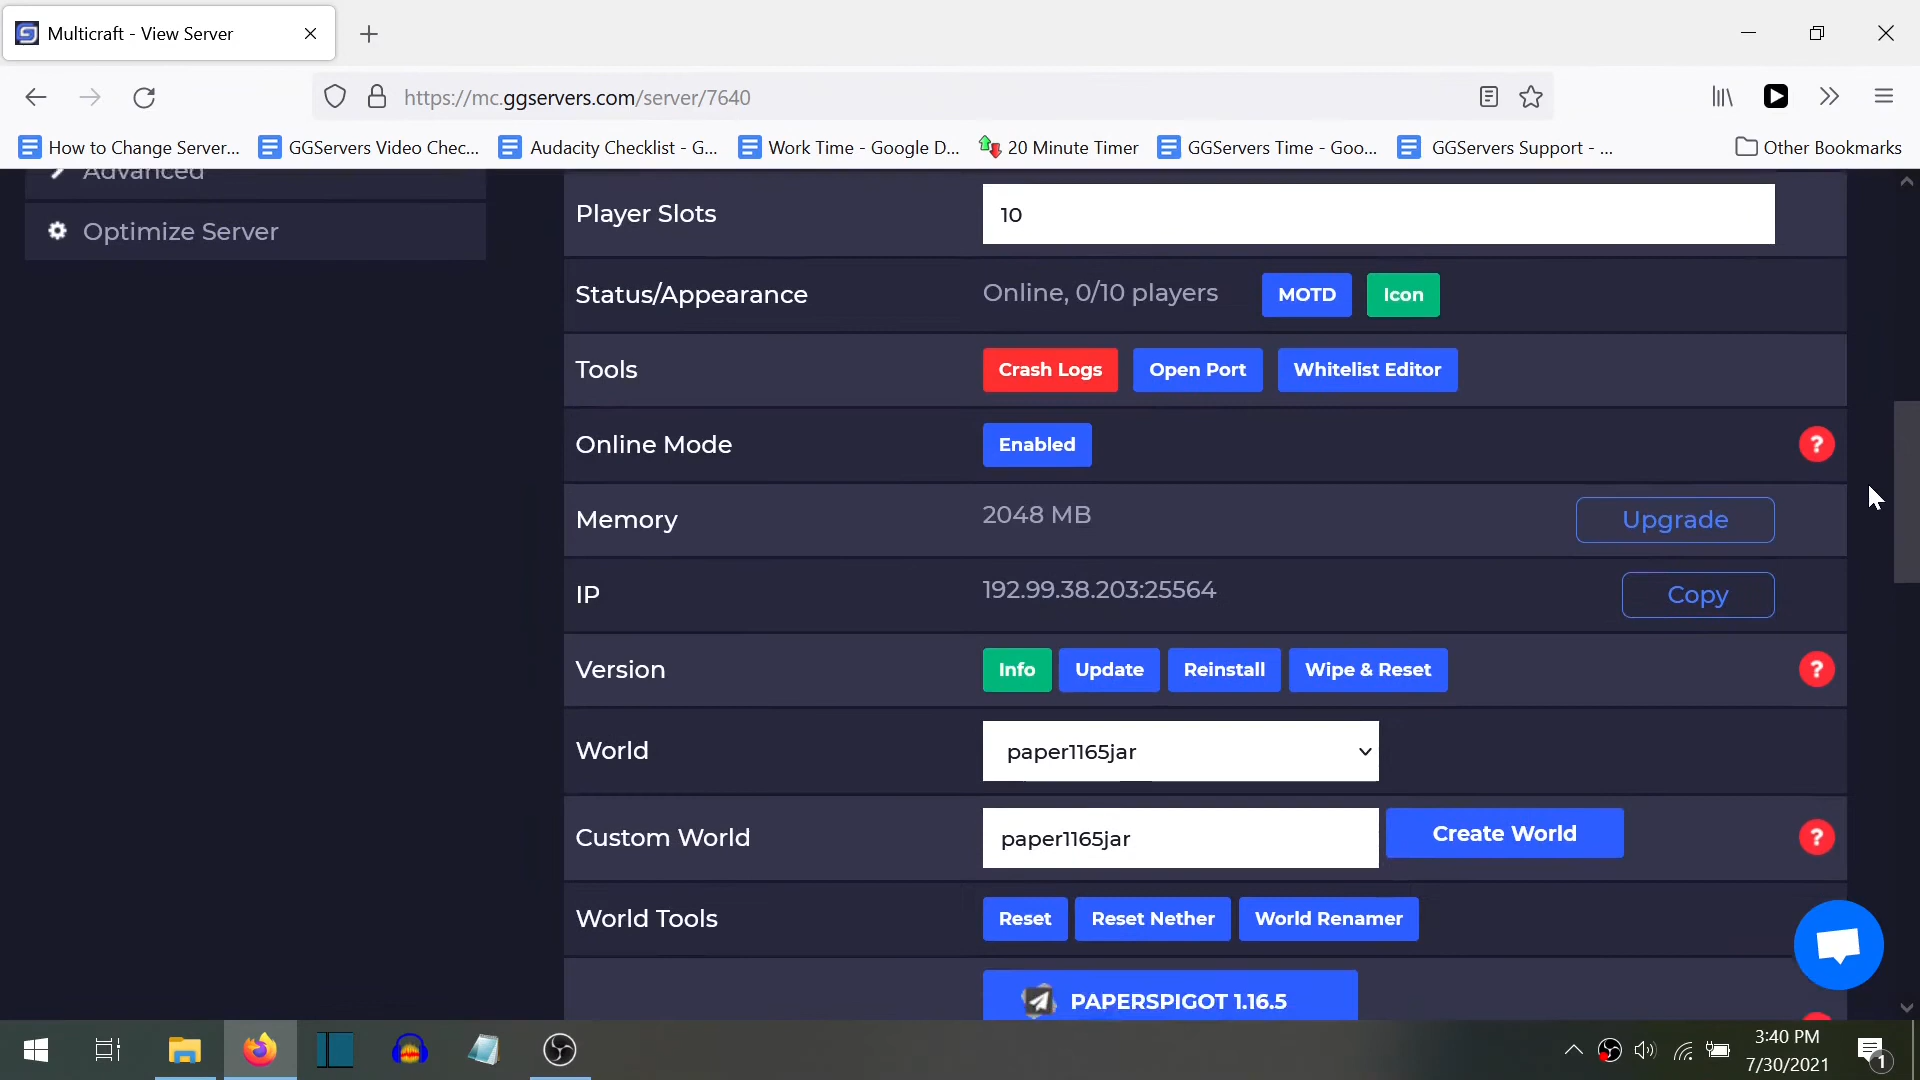 Multicraft - View Server
https://mc.ggservers.com/server/7640
How to Change Server... GGServers Video Chec... Audacity Checklist - G... Work Time - Google D... 20 Minute Timer GGServers Time - Goo... GGServers Support - ... Other Bookmarks
Advanced
Optimize Server
Player Slots 10
Status/Appearance Online, 0/10 players MOTD Icon
Tools Crash Logs Open Port Whitelist Editor
Online Mode Enabled ?
Memory 2048 MB Upgrade
IP 192.99.38.203:25564 Copy
Version Info Update Reinstall Wipe & Reset ?
World paper1165jar
Custom World paper1165jar Create World ?
World Tools Reset Reset Nether World Renamer
PAPERSPIGOT 1.16.5
3:40 PM
7/30/2021
1